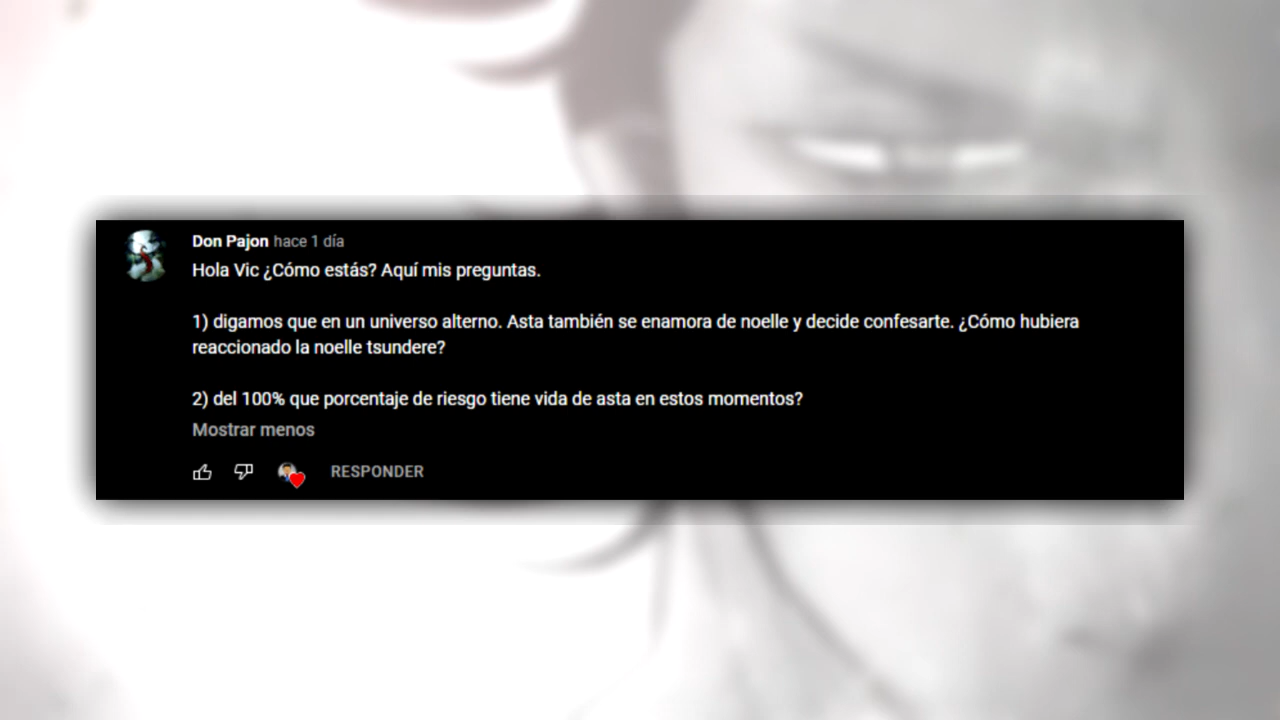 Don Pajon hace 1 día
Hola Vic ¿Cómo estás? Aquí mis preguntas.
1) digamos que en un universo alterno. Asta también se enamora de noelle y decide confesarte. ¿Cómo hubiera
reaccionado la noelle tsundere?
2) del 100% que porcentaje de riesgo tiene vida de asta en estos momentos?
Mostrar menos
RESPONDER